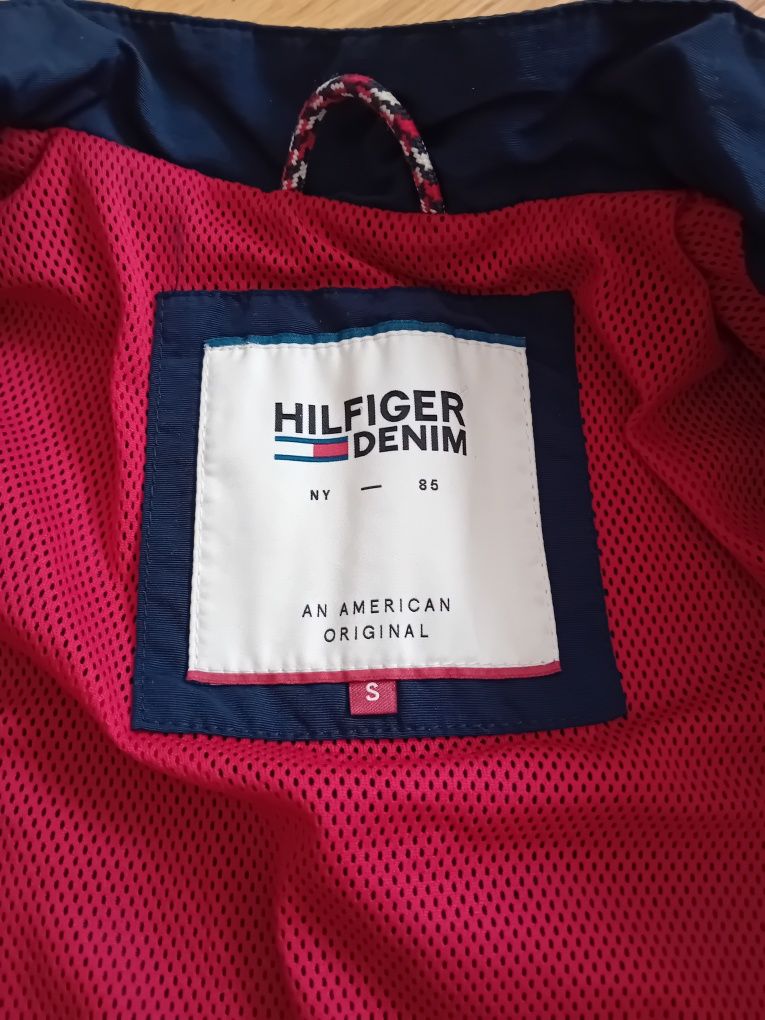 HILFIGER
DENIM
NY — 85
AN AMERICAN
ORIGINAL
S